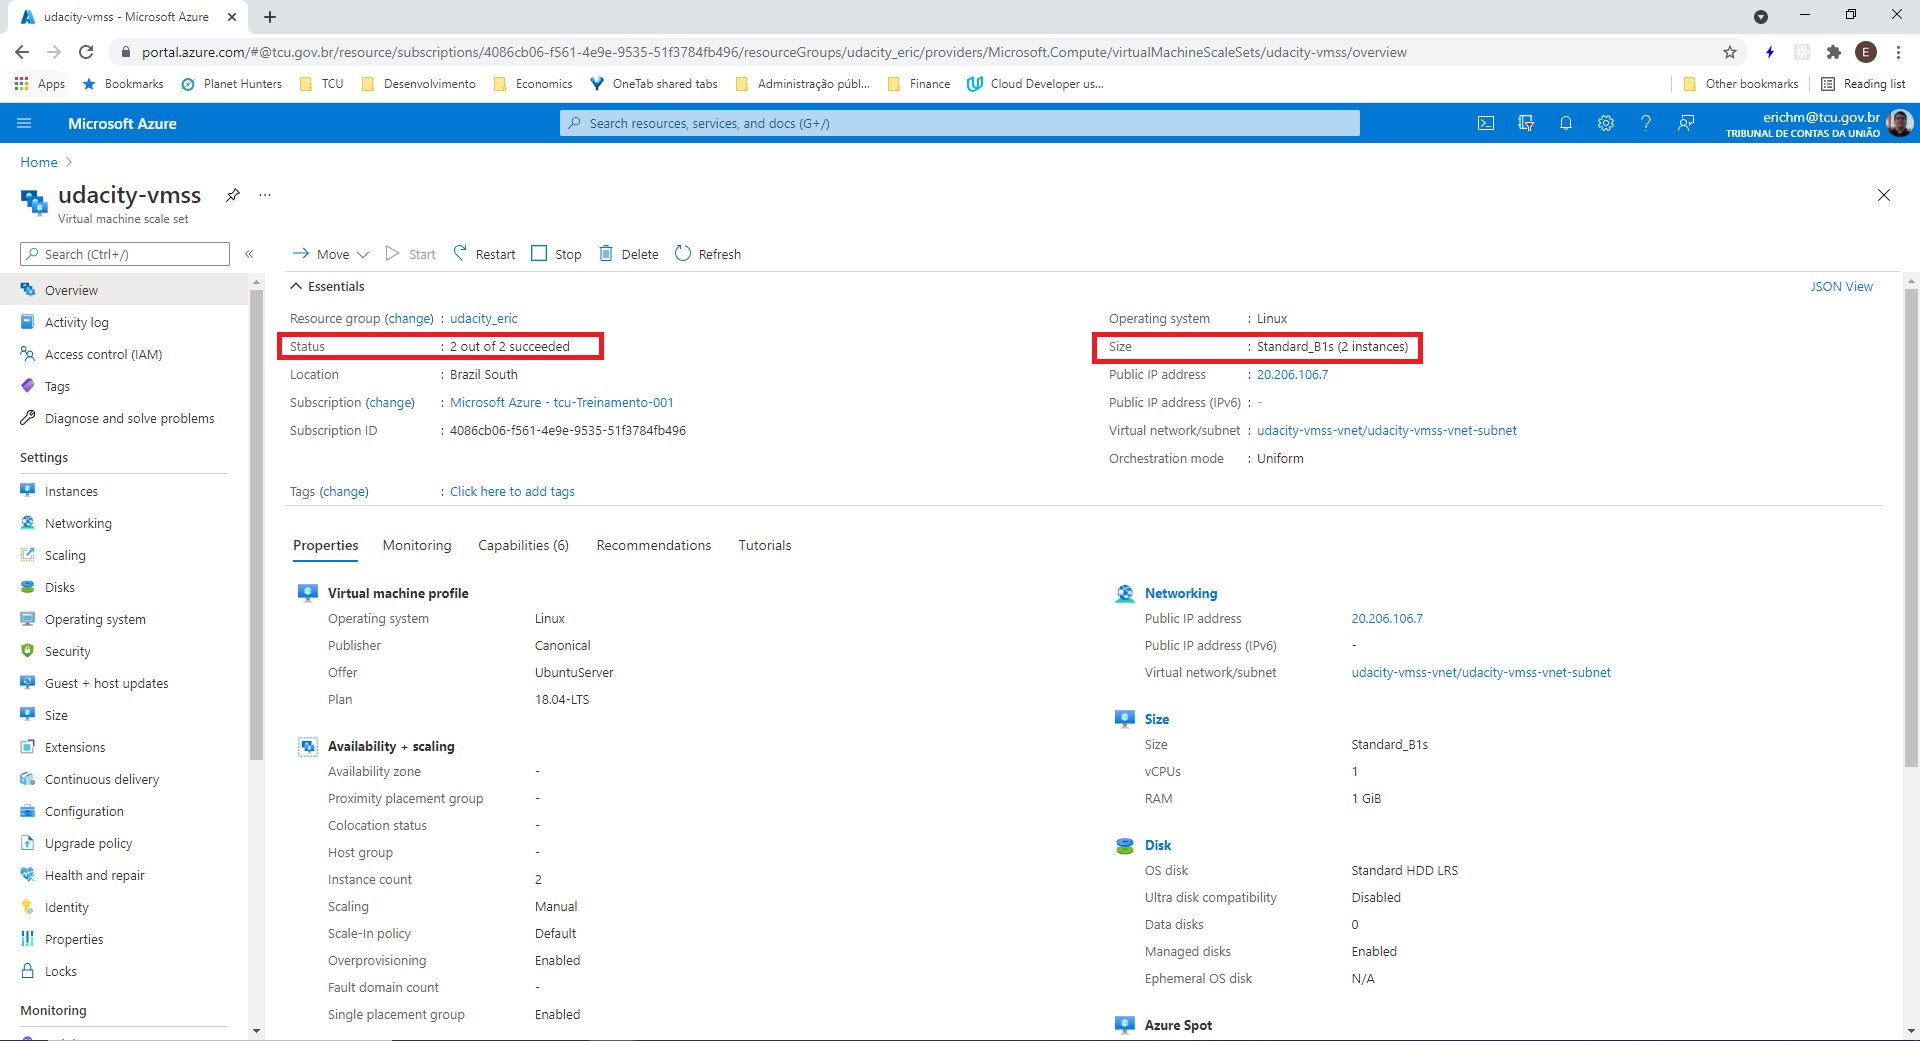 udacity-vmss - Microsoft Azure
portal.azure.com/#@tcu.gov.br/resource/subscriptions/4086cb06-f561-4e9e-9535-51f3784fb496/resourceGroups/udacity_eric/providers/Microsoft.Compute/virtualMachineScaleSets/udacity-vmss/overview
E
Apps Bookmarks Planet Hunters TCU Desenvolvimento Economics OneTab shared tabs Administração públ... Finance Cloud Developer us... Other bookmarks Reading list
Microsoft Azure
Search resources, services, and docs (G+/)
erichm@tcu.gov.br
TRIBUNAL DE CONTAS DA UNIÃO
Home
udacity-vmss
Virtual machine scale set
Search (Ctrl+/)
Overview
Activity log
Access control (IAM)
Tags
Diagnose and solve problems
Settings
Instances
Networking
Scaling
Disks
Operating system
Security
Guest + host updates
Size
Extensions
Continuous delivery
Configuration
Upgrade policy
Health and repair
Identity
Properties
Locks
Monitoring
Move Start Restart Stop Delete Refresh
Essentials
JSON View
Resource group (change) : udacity_eric
Status : 2 out of 2 succeeded
Location : Brazil South
Subscription (change) : Microsoft Azure - tcu-Treinamento-001
Subscription ID : 4086cb06-f561-4e9e-9535-51f3784fb496
Operating system : Linux
Size : Standard_B1s (2 instances)
Public IP address : 20.206.106.7
Public IP address (IPv6) : -
Virtual network/subnet : udacity-vmss-vnet/udacity-vmss-vnet-subnet
Orchestration mode : Uniform
Tags (change) : Click here to add tags
Properties Monitoring Capabilities (6) Recommendations Tutorials
Virtual machine profile
Operating system Linux
Publisher Canonical
Offer UbuntuServer
Plan 18.04-LTS
Availability + scaling
Availability zone -
Proximity placement group -
Colocation status -
Host group -
Instance count 2
Scaling Manual
Scale-In policy Default
Overprovisioning Enabled
Fault domain count -
Single placement group Enabled
Networking
Public IP address 20.206.106.7
Public IP address (IPv6) -
Virtual network/subnet udacity-vmss-vnet/udacity-vmss-vnet-subnet
Size
Size Standard_B1s
vCPUs 1
RAM 1 GiB
Disk
OS disk Standard HDD LRS
Ultra disk compatibility Disabled
Data disks 0
Managed disks Enabled
Ephemeral OS disk N/A
Azure Spot